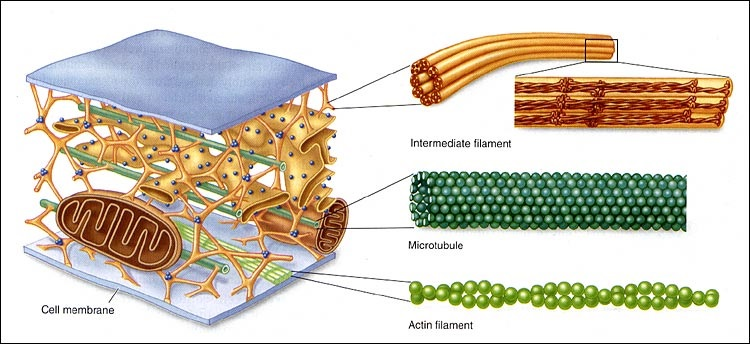 Intermediate filament
Microtubule
Cell membrane
Actin filament